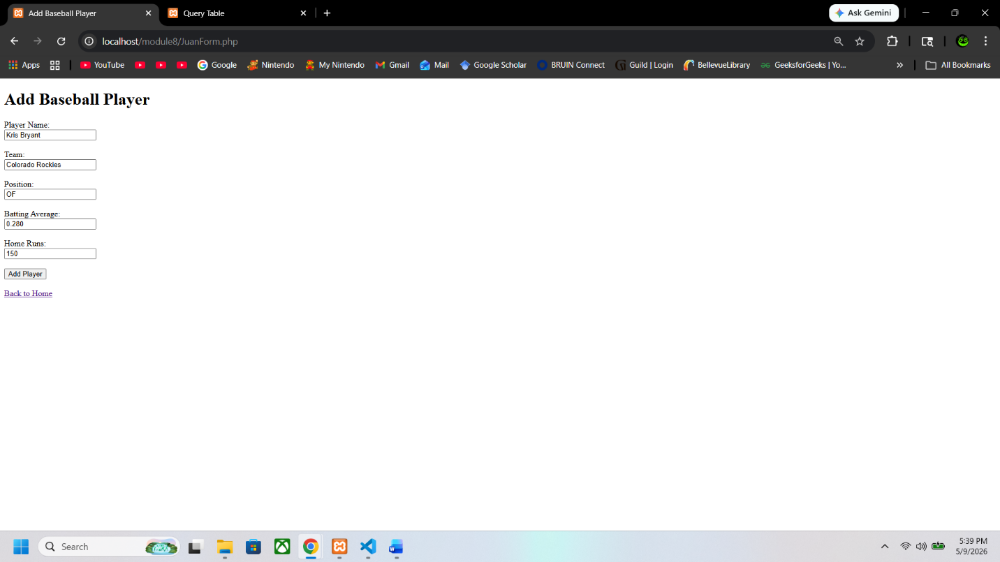 Add Baseball Player
Query Table
Ask Gemini
localhost/module8/JuanForm.php
Apps
YouTube
Google
Nintendo
My Nintendo
Gmail
Mail
Google Scholar
BRUIN Connect
Guild | Login
BellevueLibrary
GeeksforGeeks | Yo...
All Bookmarks
Add Baseball Player
Player Name:
Kris Bryant
Team:
Colorado Rockies
Position:
OF
Batting Average:
0.280
Home Runs:
150
Add Player
Back to Home
Search
5:39 PM
5/9/2026